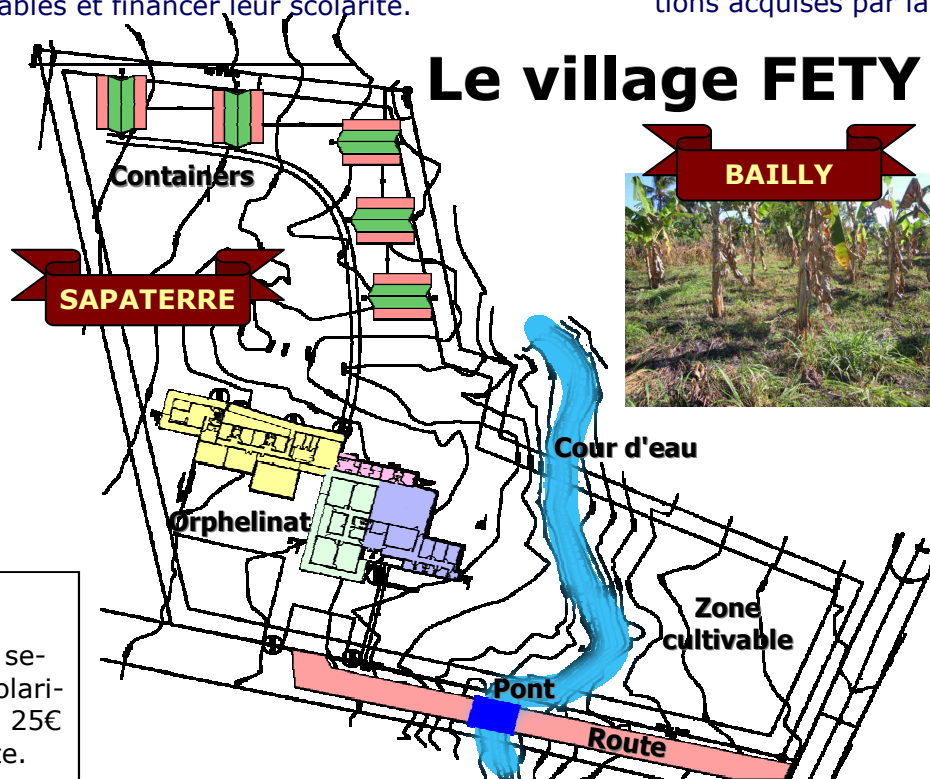 ables et financer leur scolarité.
tions acquises par la
Le village FETY
BAILLY
Containers
SAPATERRE
Cour d'eau
Orphelinat
Zone
cultivable
se-
olari-
25€
te.
Pont
Route